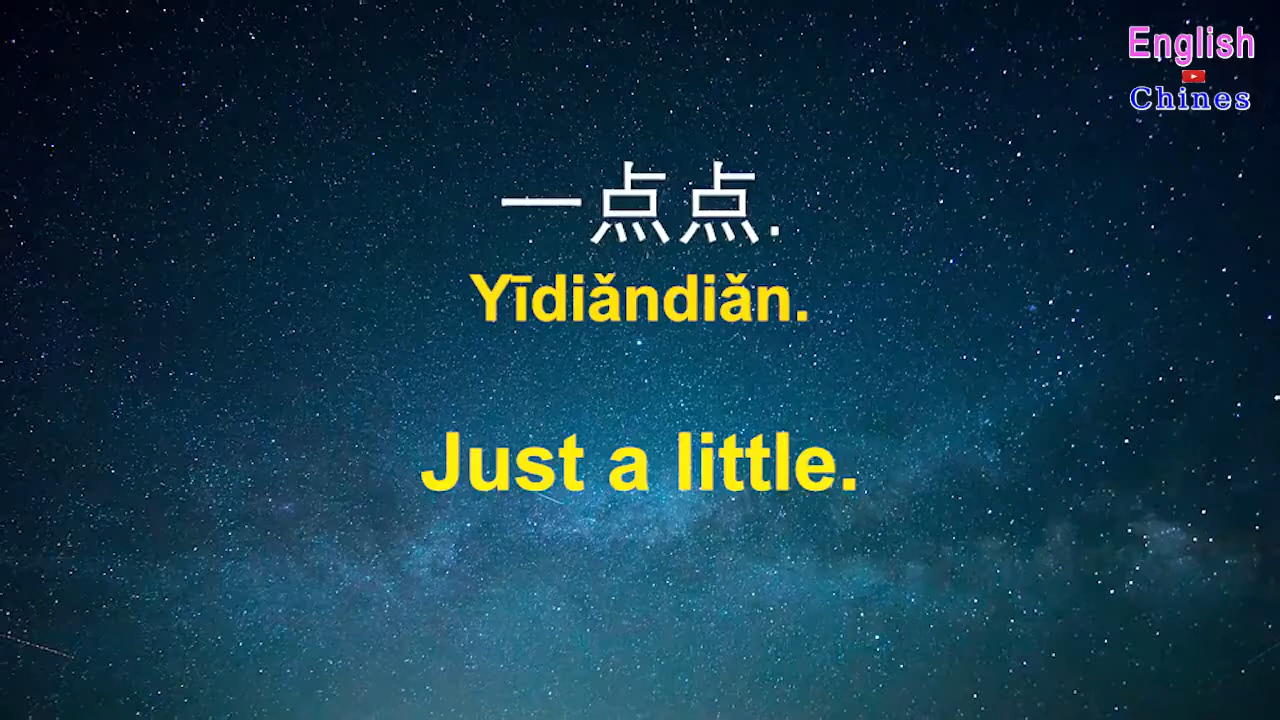 English
Chines
一点点.
Yīdiǎndiǎn.
Just a little.